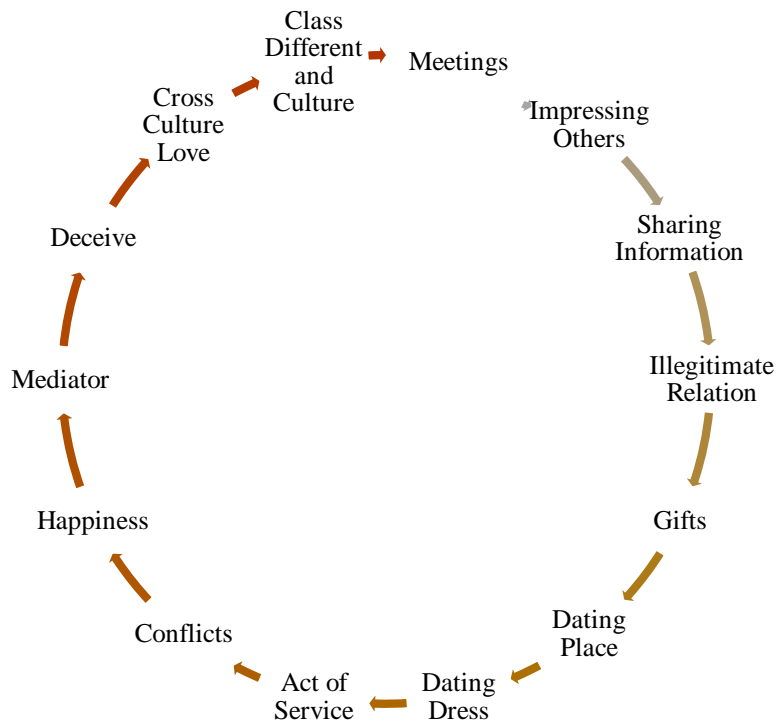 Meetings
Impressing
Others
Sharing
Information
Illegitimate
Relation
Gifts
Dating
Place
Dating
Dress
Act of
Service
Conflicts
Happiness
Mediator
Deceive
Cross
Culture
Love
Class
Different
and
Culture